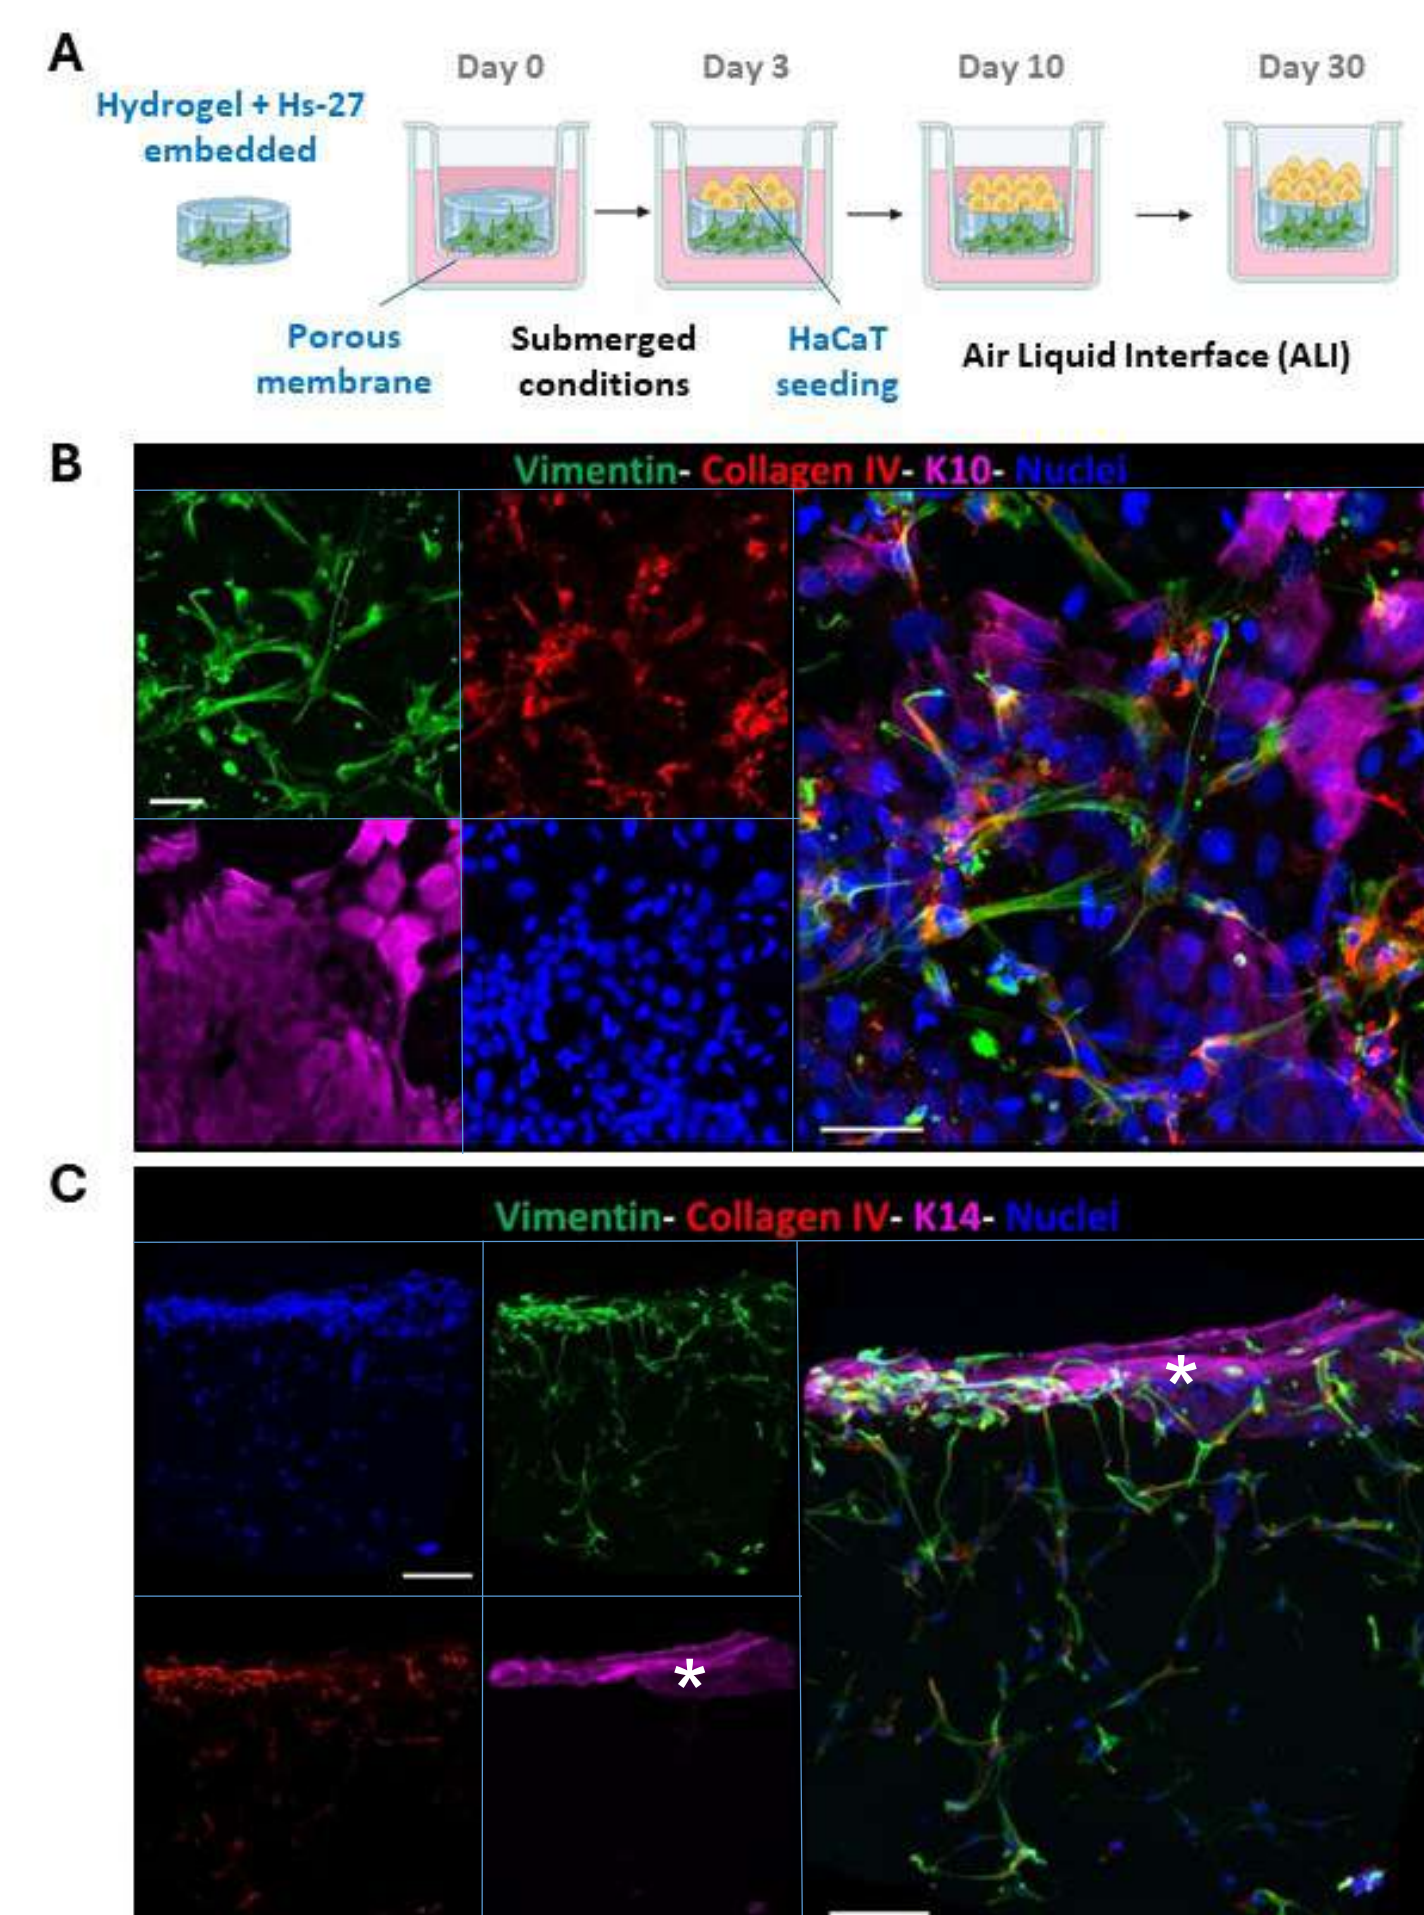 A
Day 0
Day 3
Day 10
Day 30
Hydrogel + Hs-27
embedded
Porous
membrane
Submerged
conditions
HaCaT
seeding
Air Liquid Interface (ALI)
B
Vimentin- Collagen IV- K10- Nuclei
C
Vimentin- Collagen IV- K14- Nuclei
*
*